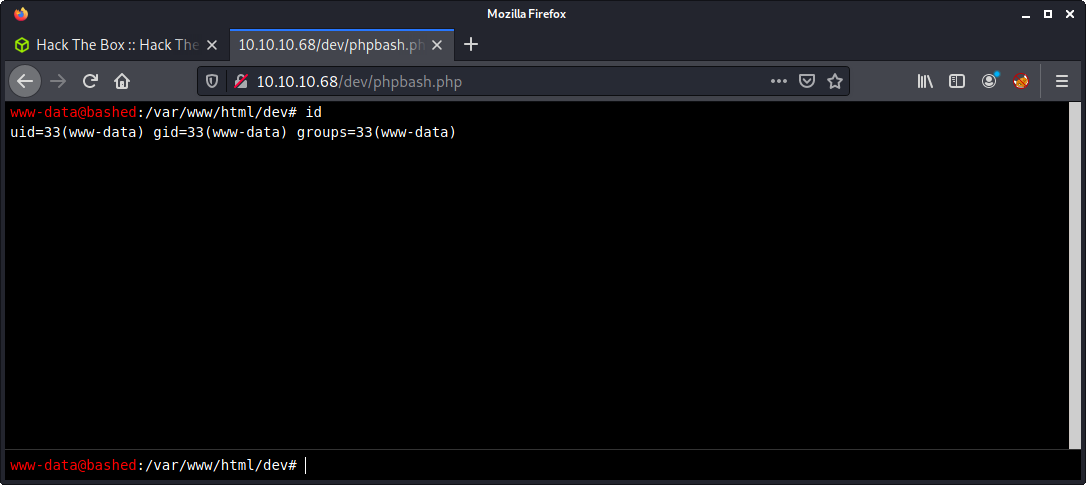 Mozilla Firefox
Hack The Box :: Hack The
10.10.10.68/dev/phpbash.ph
10.10.10.68/dev/phpbash.php
www-data@bashed:/var/www/html/dev# id
uid=33(www-data) gid=33(www-data) groups=33(www-data)
www-data@bashed:/var/www/html/dev#